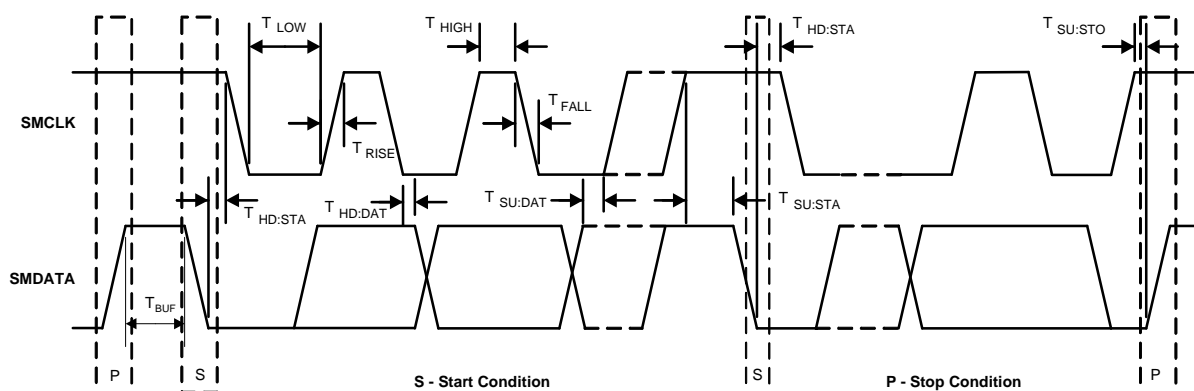 T LOW
T HIGH
T HD:STA
T SU:STO
SMCLK
T FALL
T RISE
T HD:STA
T HD:DAT
T SU:DAT
T SU:STA
SMDATA
T BUF
P
S
S - Start Condition
S
P - Stop Condition
P